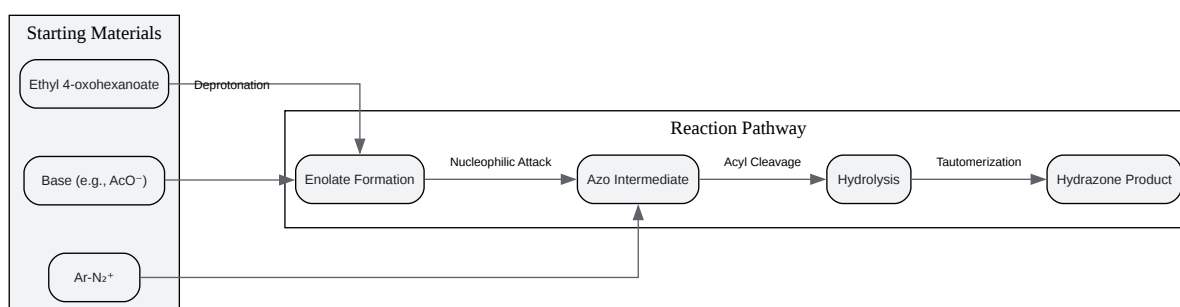 Starting Materials
Ethyl 4-oxohexanoate
Deprotonation
Reaction Pathway
Base (e.g., AcO⁻)
Enolate Formation
Nucleophilic Attack
Azo Intermediate
Acyl Cleavage
Hydrolysis
Tautomerization
Hydrazone Product
Ar-N₂⁺